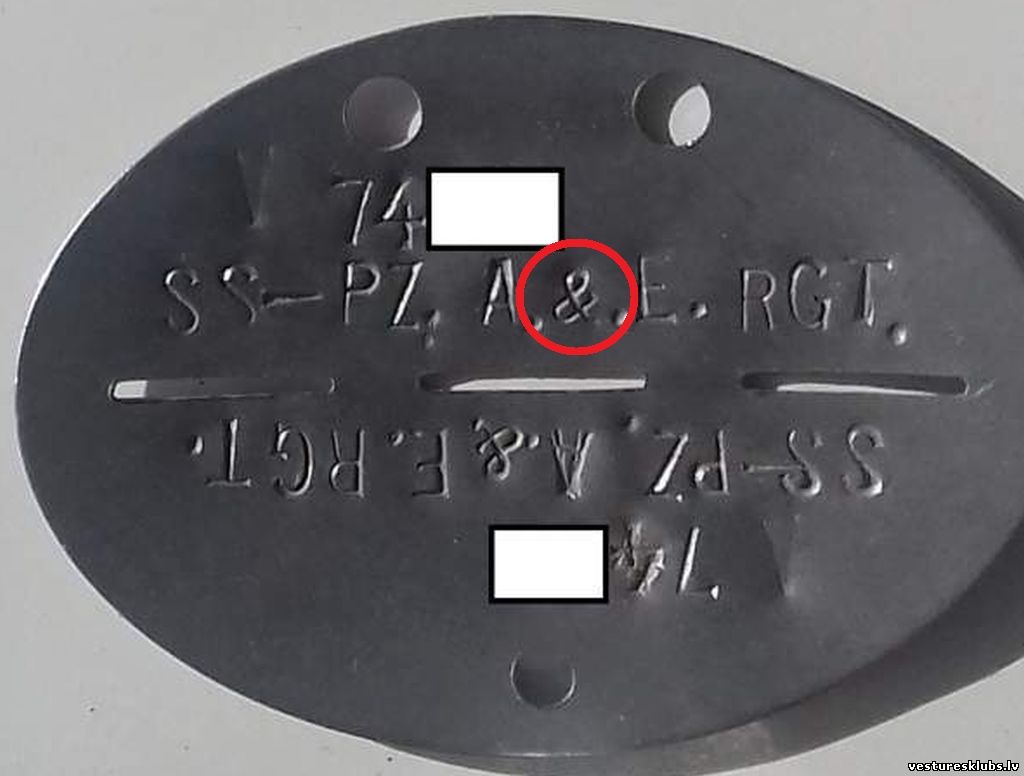 V 74
SS-PZ. A.&.E. RGT.
SS-PZ. A.&.E.RGT.
V 74
vesturesklubs.lv